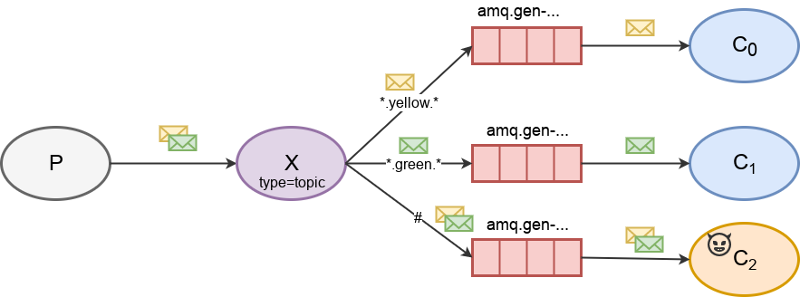 amq.gen-...
C0
*.yellow.*
amq.gen-...
P
X
type=topic
*.green.*
C1
#
amq.gen-...
C2